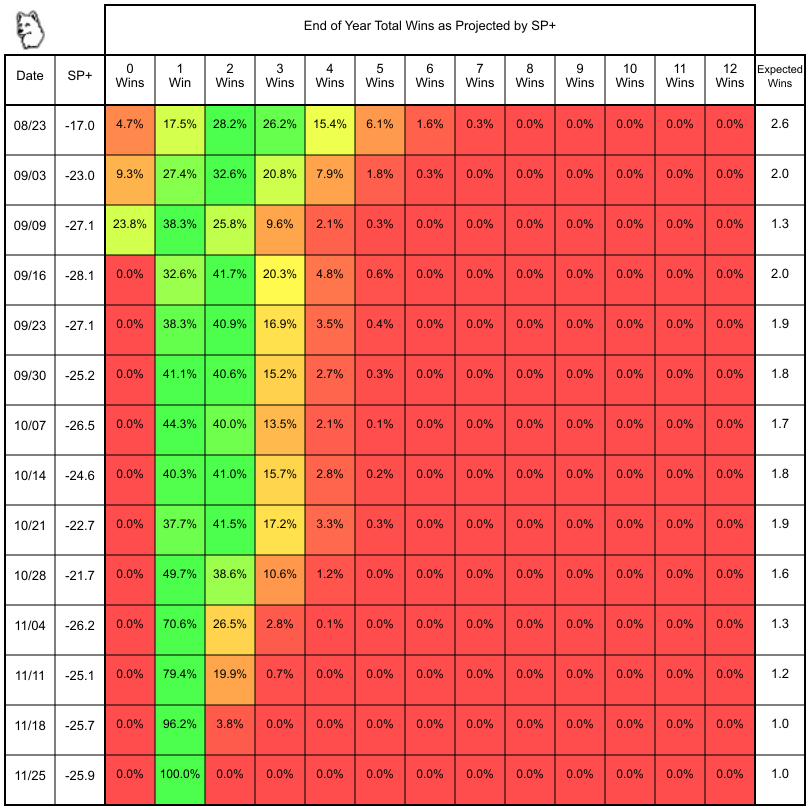 End of Year Total Wins as Projected by SP+
Date SP+ 0 Wins 1 Win 2 Wins 3 Wins 4 Wins 5 Wins 6 Wins 7 Wins 8 Wins 9 Wins 10 Wins 11 Wins 12 Wins Expected Wins
08/23 -17.0 4.7% 17.5% 28.2% 26.2% 15.4% 6.1% 1.6% 0.3% 0.0% 0.0% 0.0% 0.0% 0.0% 2.6
09/03 -23.0 9.3% 27.4% 32.6% 20.8% 7.9% 1.8% 0.3% 0.0% 0.0% 0.0% 0.0% 0.0% 0.0% 2.0
09/09 -27.1 23.8% 38.3% 25.8% 9.6% 2.1% 0.3% 0.0% 0.0% 0.0% 0.0% 0.0% 0.0% 0.0% 1.3
09/16 -28.1 0.0% 32.6% 41.7% 20.3% 4.8% 0.6% 0.0% 0.0% 0.0% 0.0% 0.0% 0.0% 0.0% 2.0
09/23 -27.1 0.0% 38.3% 40.9% 16.9% 3.5% 0.4% 0.0% 0.0% 0.0% 0.0% 0.0% 0.0% 0.0% 1.9
09/30 -25.2 0.0% 41.1% 40.6% 15.2% 2.7% 0.3% 0.0% 0.0% 0.0% 0.0% 0.0% 0.0% 0.0% 1.8
10/07 -26.5 0.0% 44.3% 40.0% 13.5% 2.1% 0.1% 0.0% 0.0% 0.0% 0.0% 0.0% 0.0% 0.0% 1.7
10/14 -24.6 0.0% 40.3% 41.0% 15.7% 2.8% 0.2% 0.0% 0.0% 0.0% 0.0% 0.0% 0.0% 0.0% 1.8
10/21 -22.7 0.0% 37.7% 41.5% 17.2% 3.3% 0.3% 0.0% 0.0% 0.0% 0.0% 0.0% 0.0% 0.0% 1.9
10/28 -21.7 0.0% 49.7% 38.6% 10.6% 1.2% 0.0% 0.0% 0.0% 0.0% 0.0% 0.0% 0.0% 0.0% 1.6
11/04 -26.2 0.0% 70.6% 26.5% 2.8% 0.1% 0.0% 0.0% 0.0% 0.0% 0.0% 0.0% 0.0% 0.0% 1.3
11/11 -25.1 0.0% 79.4% 19.9% 0.7% 0.0% 0.0% 0.0% 0.0% 0.0% 0.0% 0.0% 0.0% 0.0% 1.2
11/18 -25.7 0.0% 96.2% 3.8% 0.0% 0.0% 0.0% 0.0% 0.0% 0.0% 0.0% 0.0% 0.0% 0.0% 1.0
11/25 -25.9 0.0% 100.0% 0.0% 0.0% 0.0% 0.0% 0.0% 0.0% 0.0% 0.0% 0.0% 0.0% 0.0% 1.0